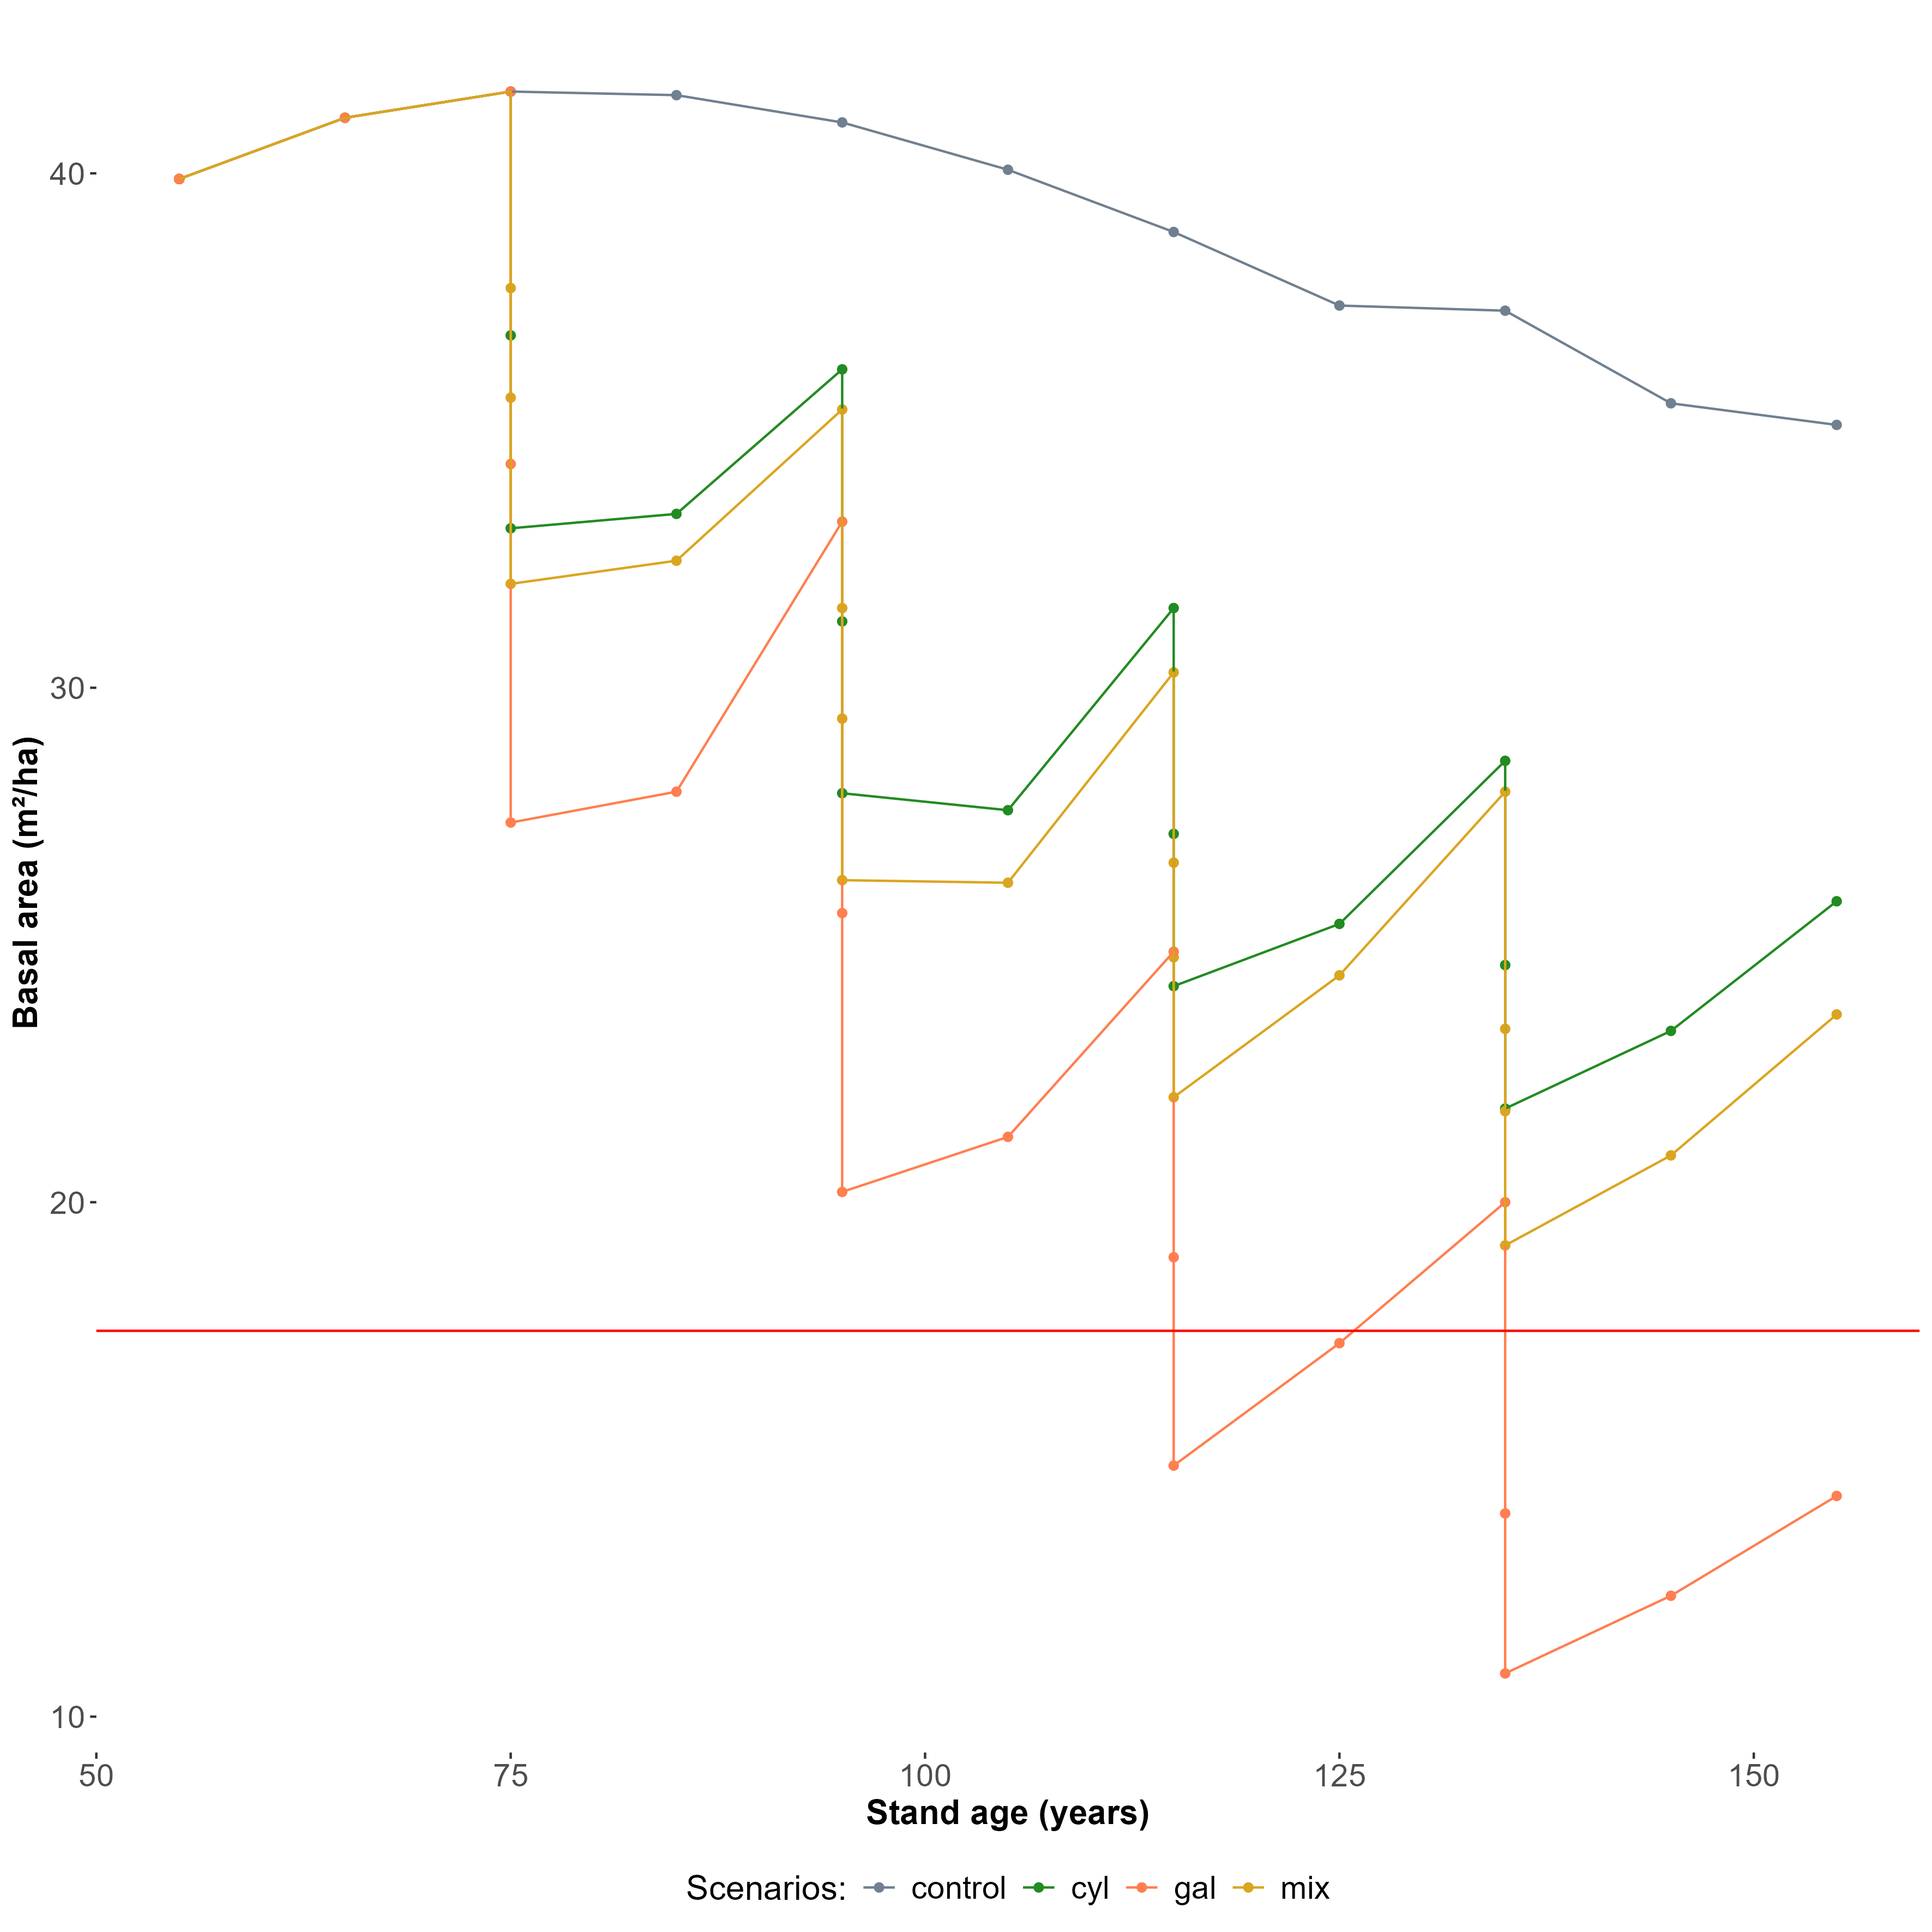 40
30
20
10
Basal area (m²/ha)
50 75 100 125 150
Stand age (years)
Scenarios: control cyl gal mix